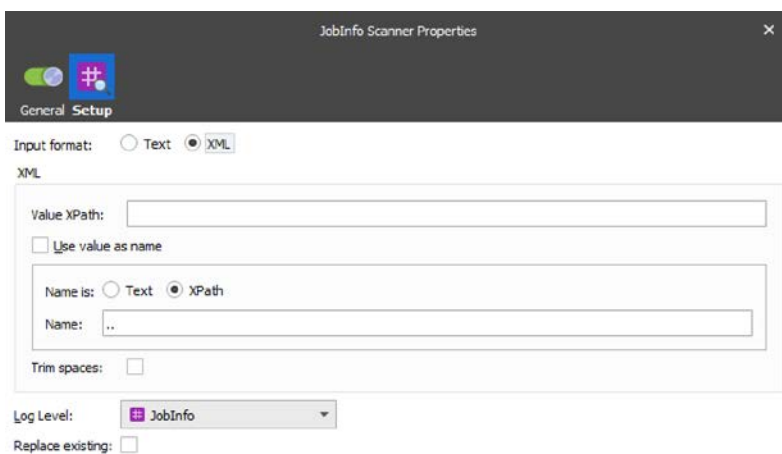 JobInfo Scanner Properties
General Setup
Input format: Text XML
XML
Value XPath:
Use value as name
Name is: Text XPath
Name: ..
Trim spaces:
Log Level: JobInfo
Replace existing: